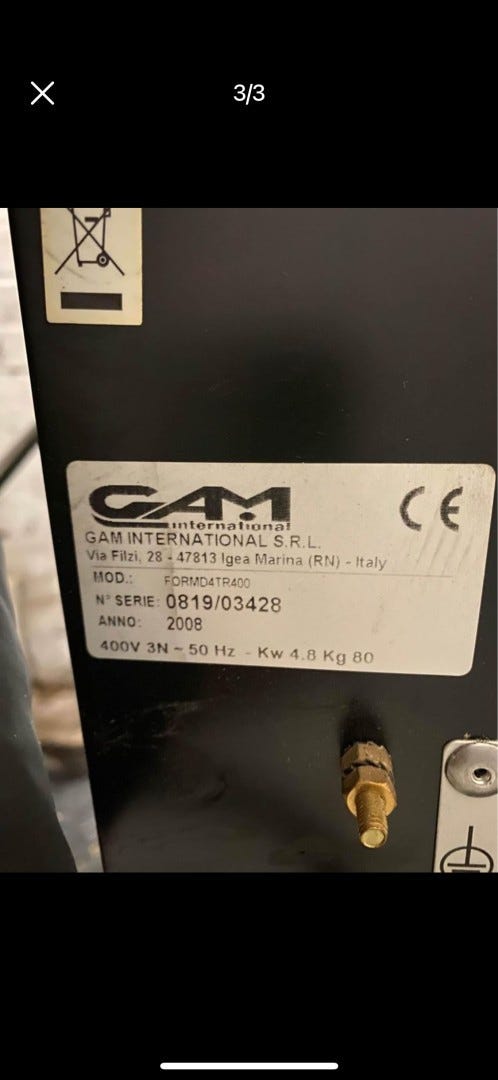 3/3
GAM
international
CE
GAM INTERNATIONAL S.R.L.
Via Filzi, 28 - 47813 Igea Marina (RN) - Italy
MOD.: FORMD4TR400
N° SERIE: 0819/03428
ANNO: 2008
400V 3N ~ 50 Hz - Kw 4.8 Kg 80